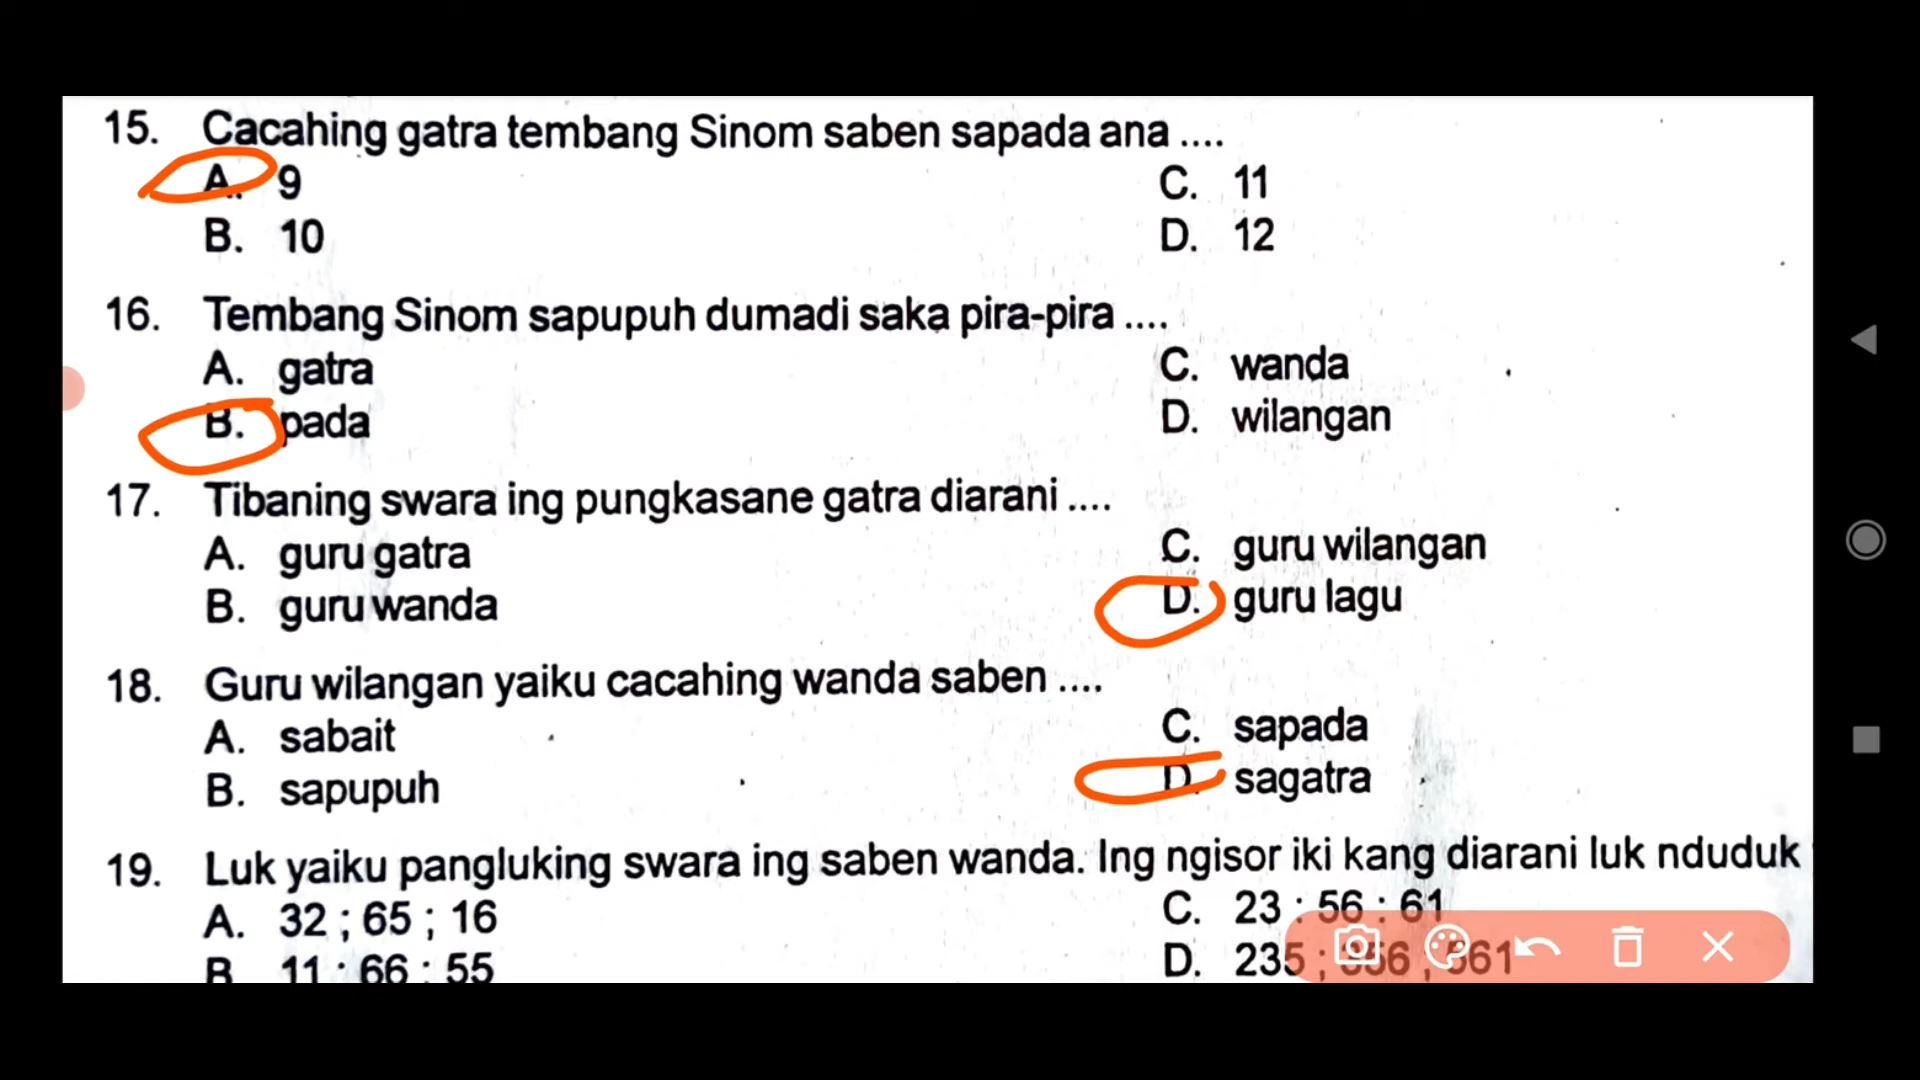 15. Cacahing gatra tembang Sinom saben sapada ana ....
A. 9
C. 11
B. 10
D. 12
16. Tembang Sinom sapupuh dumadi saka pira-pira ....
A. gatra
C. wanda
B. pada
D. wilangan
17. Tibaning swara ing pungkasane gatra diarani ....
A. guru gatra
C. guru wilangan
B. guru wanda
D. guru lagu
18. Guru wilangan yaiku cacahing wanda saben ....
A. sabait
C. sapada
B. sapupuh
D. sagatra
19. Luk yaiku pangluking swara ing saben wanda. Ing ngisor iki kang diarani luk nduduk
A. 32 ; 65 ; 16
C. 23 : 56 : 61
B 11 : 66 : 55
D. 235 ; 356 ; 561